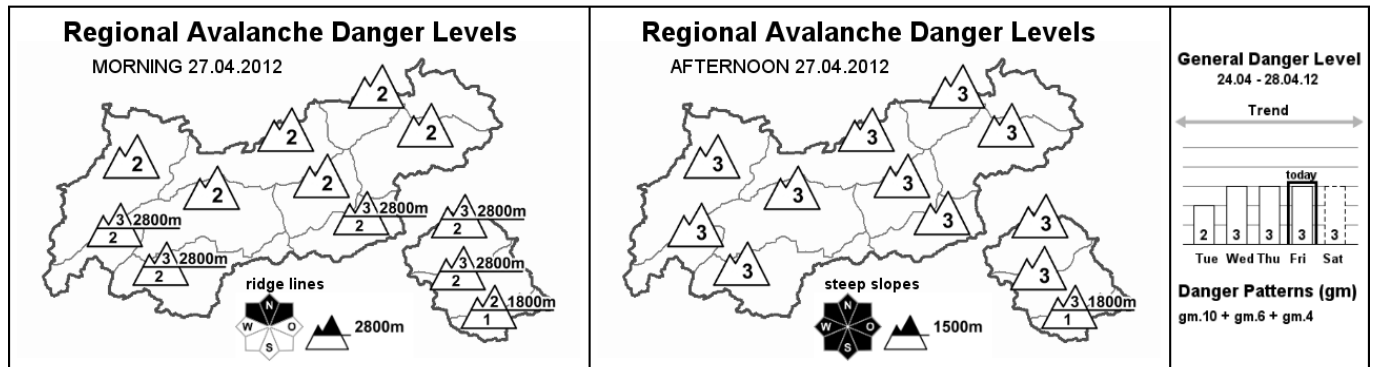 Regional Avalanche Danger Levels
MORNING 27.04.2012
2
2
2
2
2
2
3 2800m
2
3 2800m
2
3 2800m
2
3 2800m
2
3 2800m
2
2 1800m
1
ridge lines
N
W O
S
2800m
Regional Avalanche Danger Levels
AFTERNOON 27.04.2012
3
3
3
3
3
3
3
3
3
3
3
3 1800m
1
steep slopes
N
W O
S
1500m
General Danger Level
24.04 - 28.04.12
Trend
today
2 3 3 3 3
Tue Wed Thu Fri Sat
Danger Patterns (gm)
gm.10 + gm.6 + gm.4